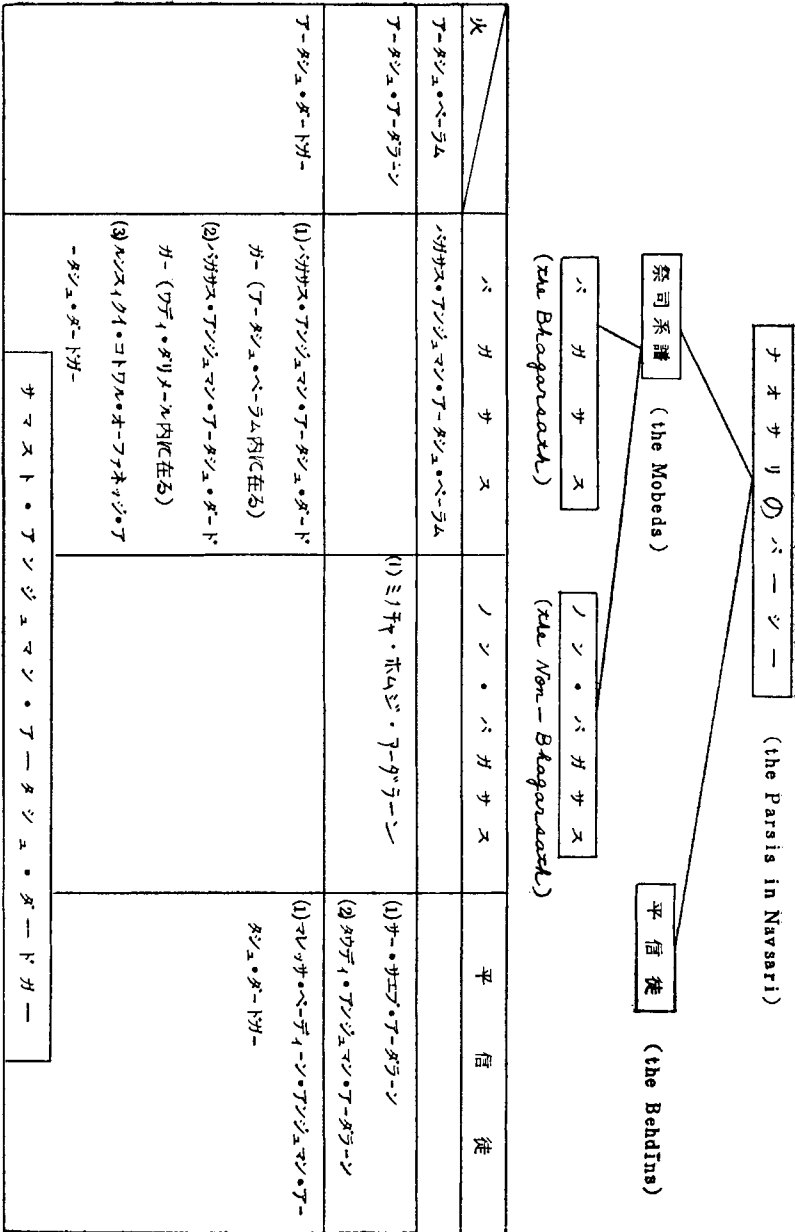 ナオサリのパーシー
(the Parsis in Navsari)
祭司系譜
(the Mobeds)
平信徒
(the Behdīns)
バガサス
(the Bhagarsath)
ノン・バガサス
(the Non-Bhagarsath)
火
バガサス
ノン・バガサス
平信徒
アータシュ・ベーラム
バガサス・アンジュマン・アータシュ・ベーラム
アータシュ・アーダラーン
(1) ミノチャ・ホムジ・アーダラーン
(1) サー・サエブ・アーダラーン
(2) タウディ・アンジュマン・アーダラーン
アータシュ・ダードガー
(1) バガサス・アンジュマン・アータシュ・ダード
ガー (アータシュ・ベーラム内に在る)
(2) バガサス・アンジュマン・アータシュ・ダード
ガー (ワディ・ダリメール内に在る)
(3) ルンスィクイ・コトワル・オーファネッジ・ア
ータシュ・ダードガー
(1) マレッサ・ベーディーン・アンジュマン・アー
タシュ・ダードガー
サマスト・アンジュマン・アータシュ・ダードガー